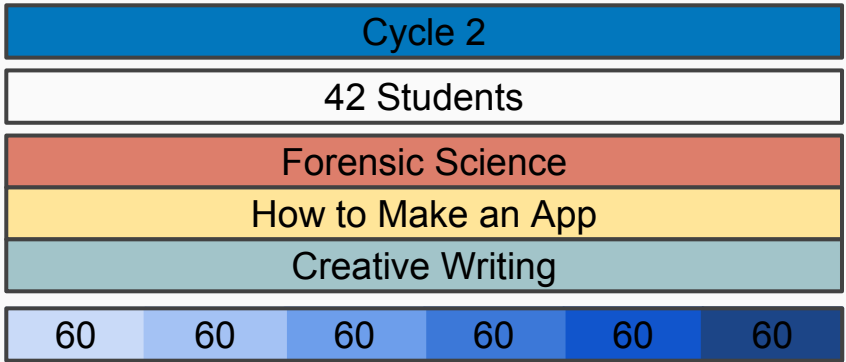 Cycle 2
42 Students
Forensic Science
How to Make an App
Creative Writing
60 60 60 60 60 60